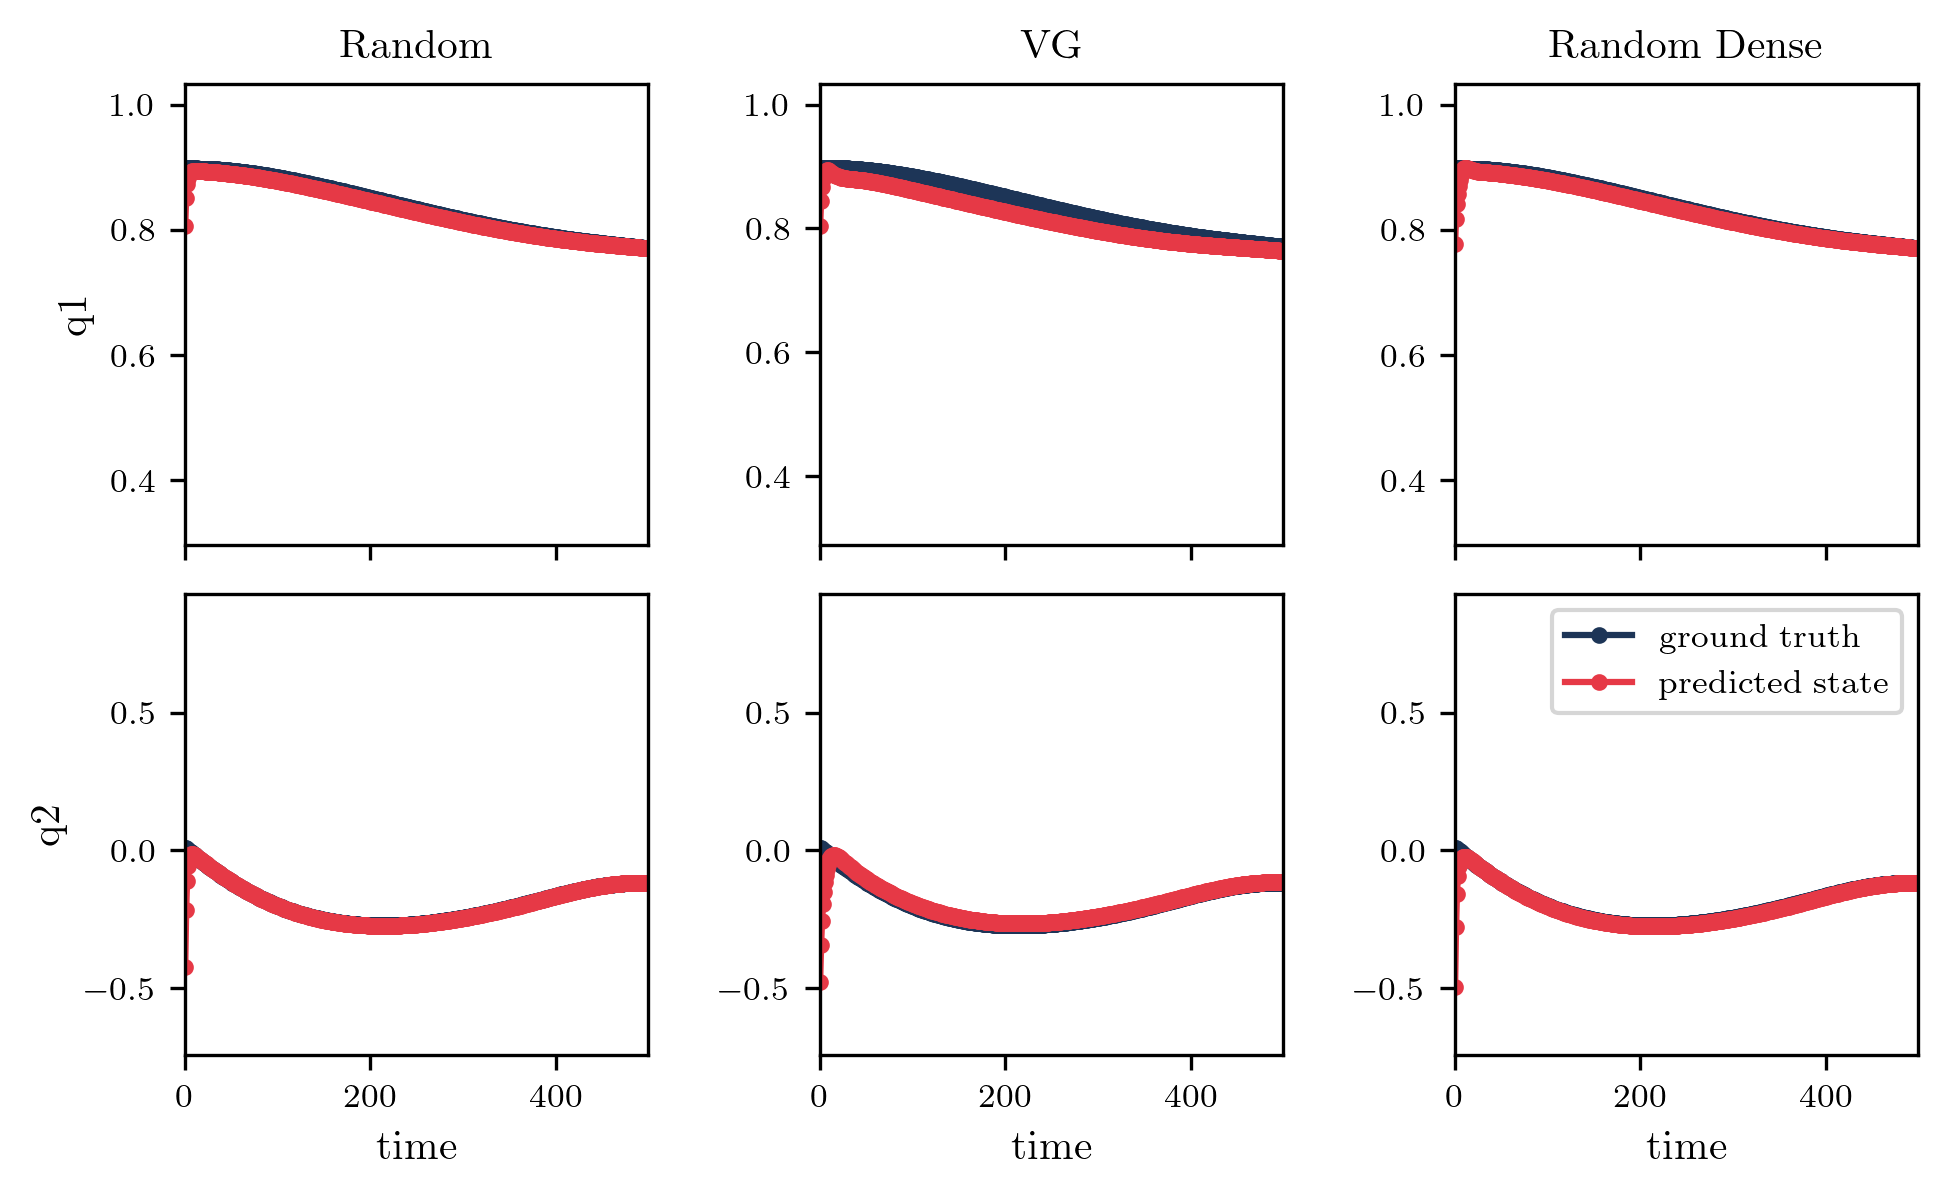 Random VG Random Dense
1.0 1.0 1.0
0.8 0.8 0.8
q1
0.6 0.6 0.6
0.4 0.4 0.4
ground truth
predicted state
0.5 0.5 0.5
q2
0.0 0.0 0.0
−0.5 −0.5 −0.5
0 200 400 0 200 400 0 200 400
time time time